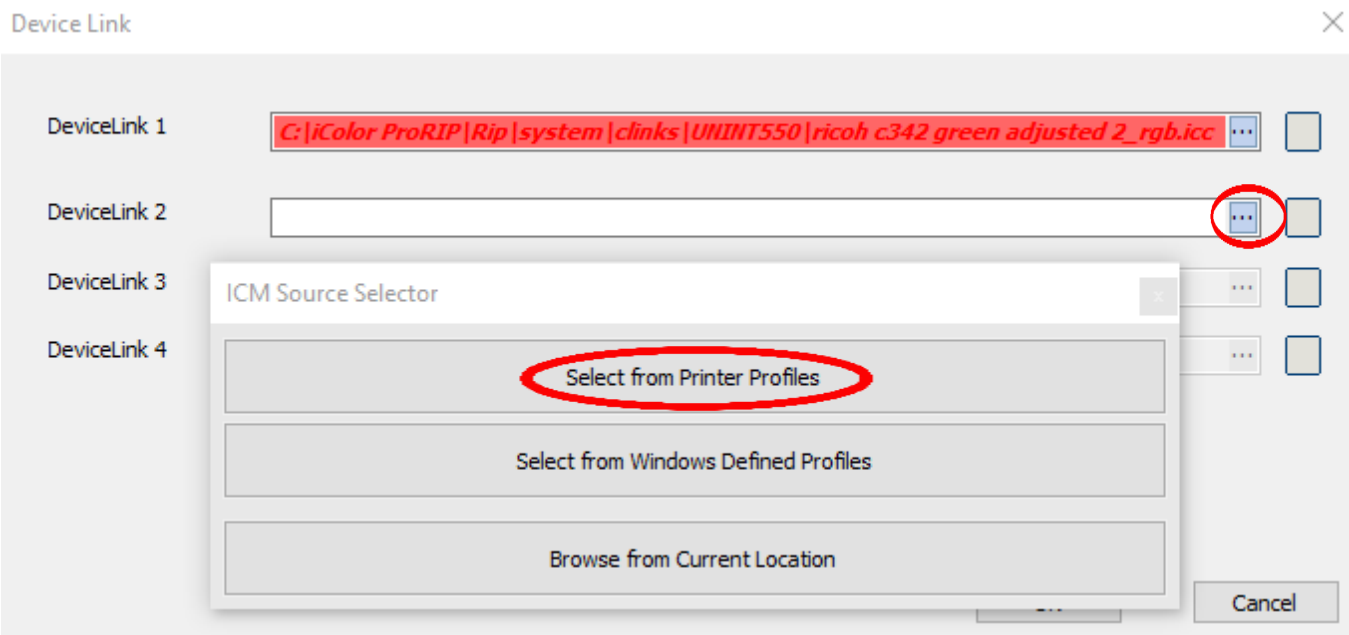 Device Link
DeviceLink 1
C:|iColor ProRIP|Rip|system|clinks|UNINT550|ricoh c342 green adjusted 2_rgb.icc ...
DeviceLink 2
...
DeviceLink 3
...
ICM Source Selector
x
DeviceLink 4
...
Select from Printer Profiles
Select from Windows Defined Profiles
Browse from Current Location
Cancel